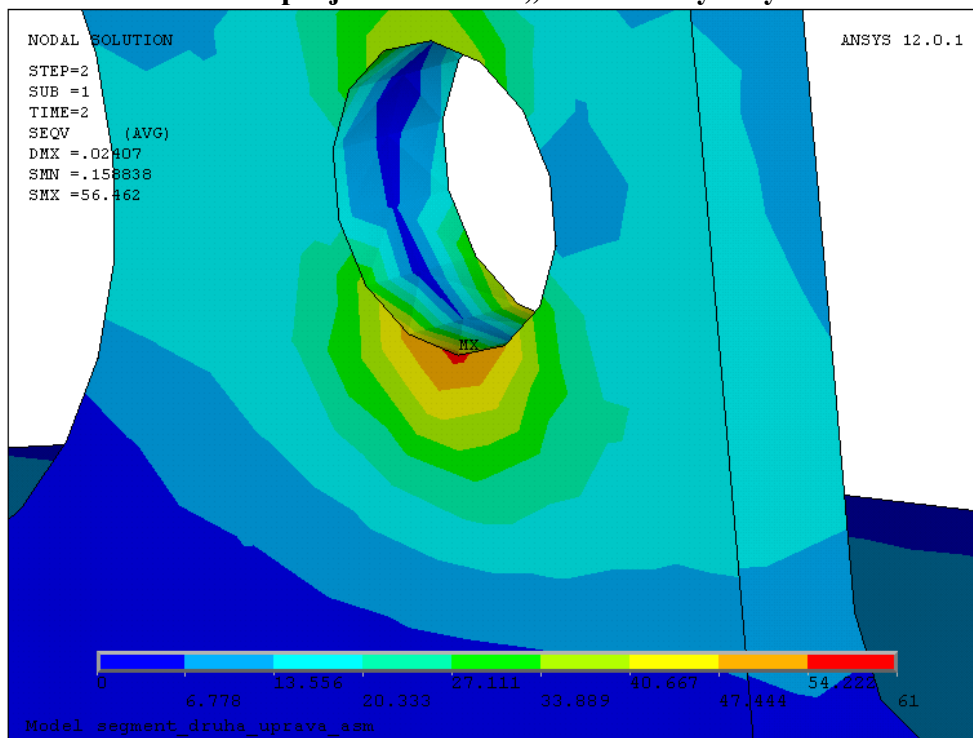 NODAL SOLUTION
STEP=2
SUB =1
TIME=2
SEQV (AVG)
DMX =.02407
SMN =.158838
SMX =56.462
ANSYS 12.0.1
MX
0 13.556 27.111 40.667 54.222
6.778 20.333 33.889 47.444 61
Model segment_druha_uprava_asm